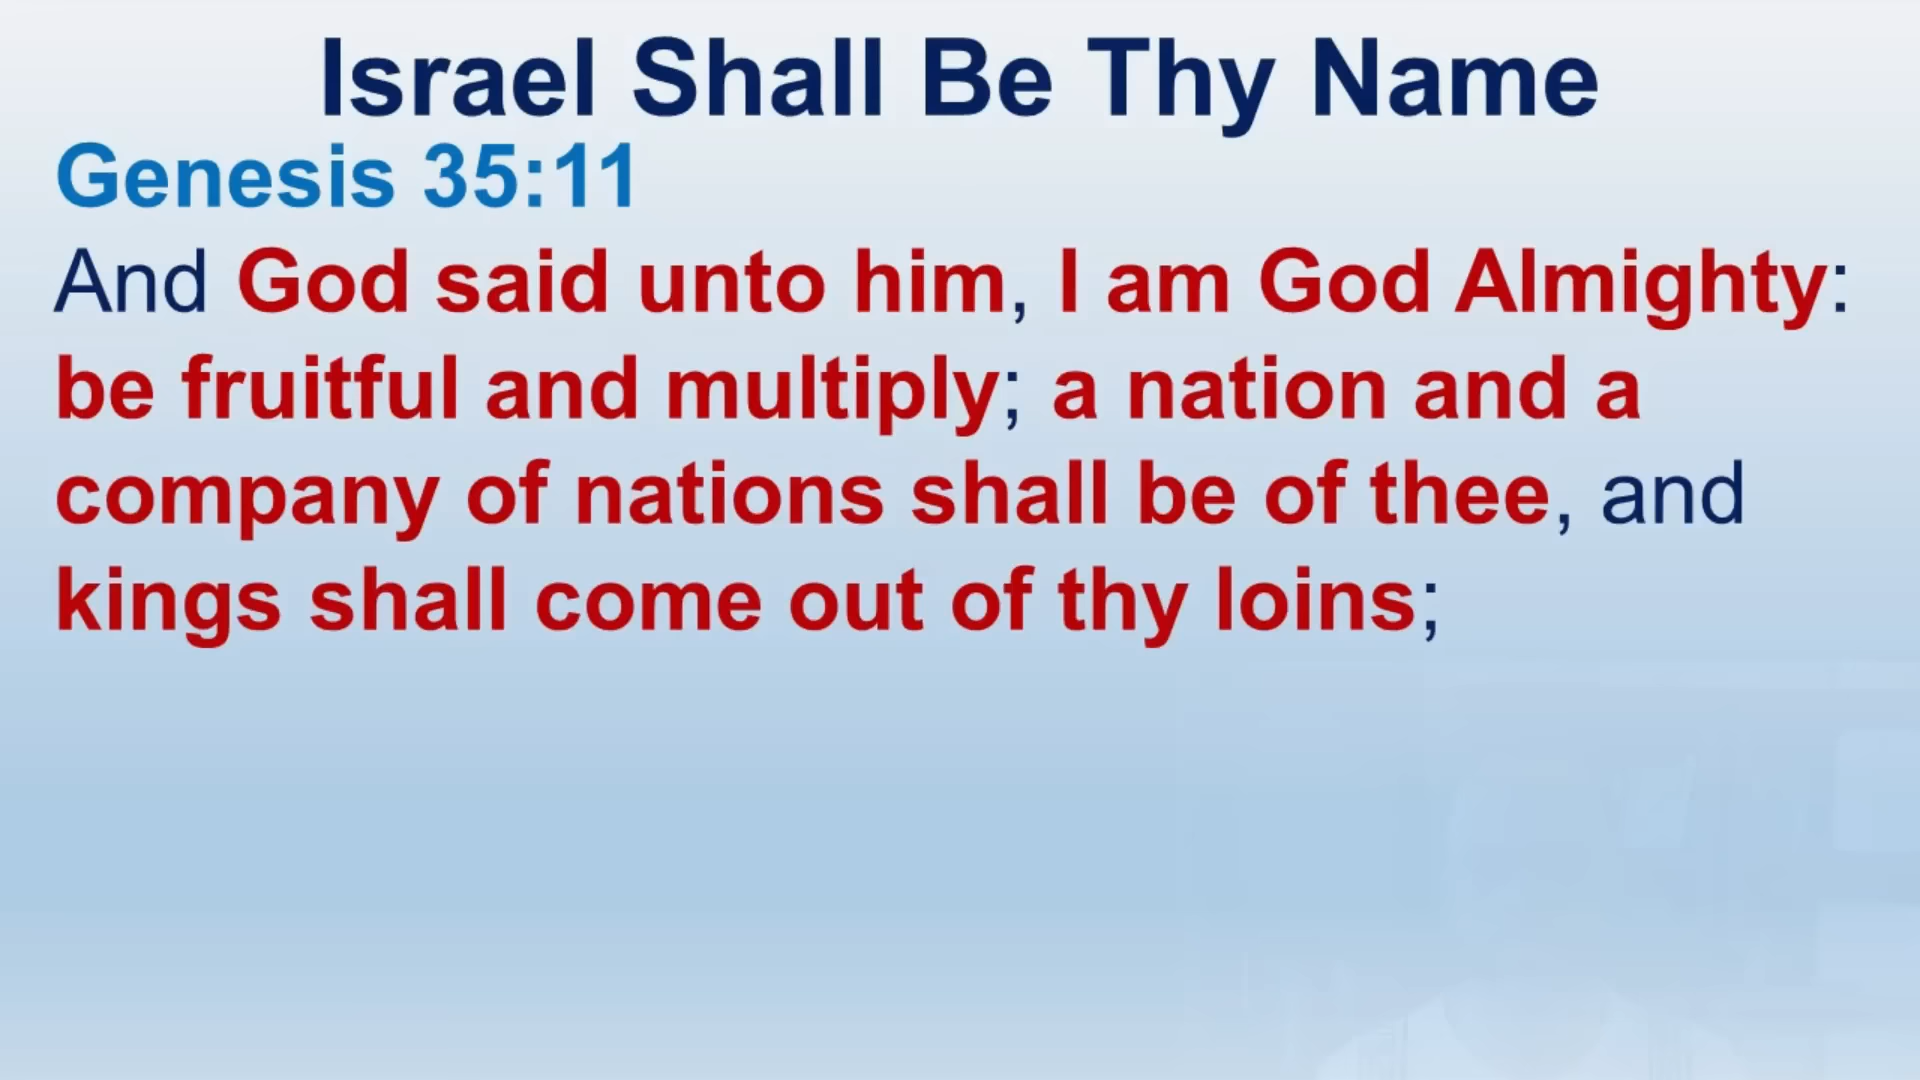 Israel Shall Be Thy Name
Genesis 35:11
And God said unto him, I am God Almighty:
be fruitful and multiply; a nation and a
company of nations shall be of thee, and
kings shall come out of thy loins;